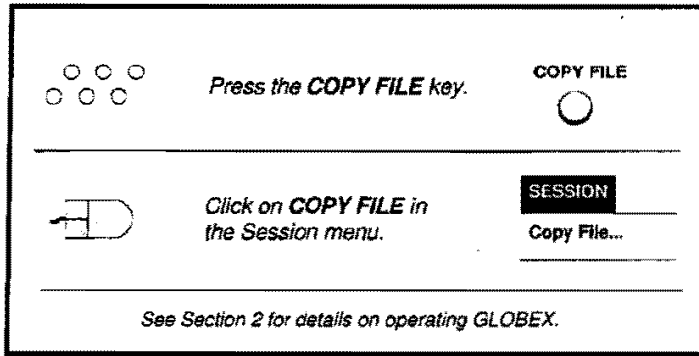 Press the COPY FILE key.
COPY FILE
Click on COPY FILE in
the Session menu.
SESSION
Copy File...
See Section 2 for details on operating GLOBEX.